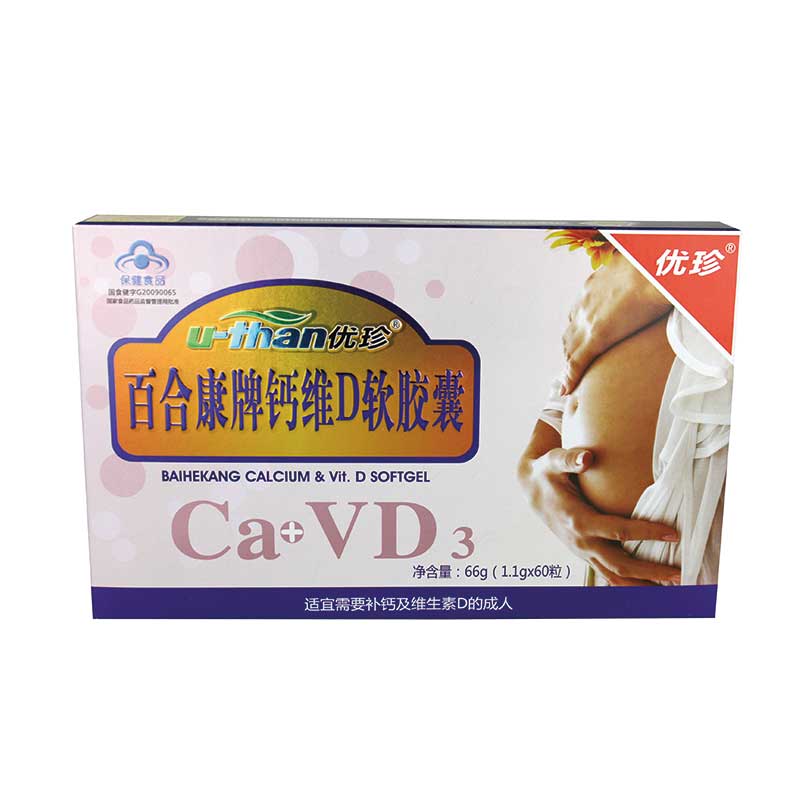 保健食品
国食健字G20090065
国家食品药品监督管理局批准
优珍®
u-than优珍®
百合康牌钙维D软胶囊
BAIHEKANG CALCIUM & Vit. D SOFTGEL
Ca+VD3
净含量：66g（1.1gx60粒）
适宜需要补钙及维生素D的成人